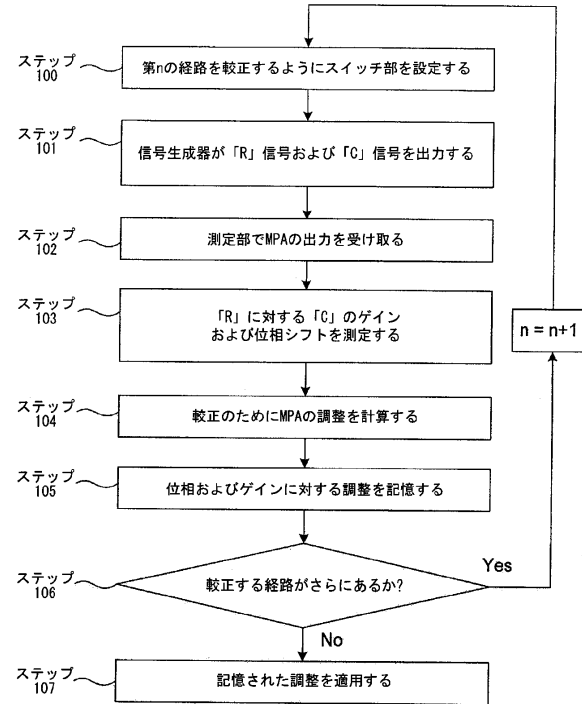 ステップ
100
第nの経路を較正するようにスイッチ部を設定する
ステップ
101
信号生成器が「R」信号および「C」信号を出力する
ステップ
102
測定部でMPAの出力を受け取る
ステップ
103
「R」に対する「C」のゲイン
および位相シフトを測定する
n = n+1
ステップ
104
較正のためにMPAの調整を計算する
ステップ
105
位相およびゲインに対する調整を記憶する
ステップ
106
較正する経路がさらにあるか?
Yes
No
ステップ
107
記憶された調整を適用する